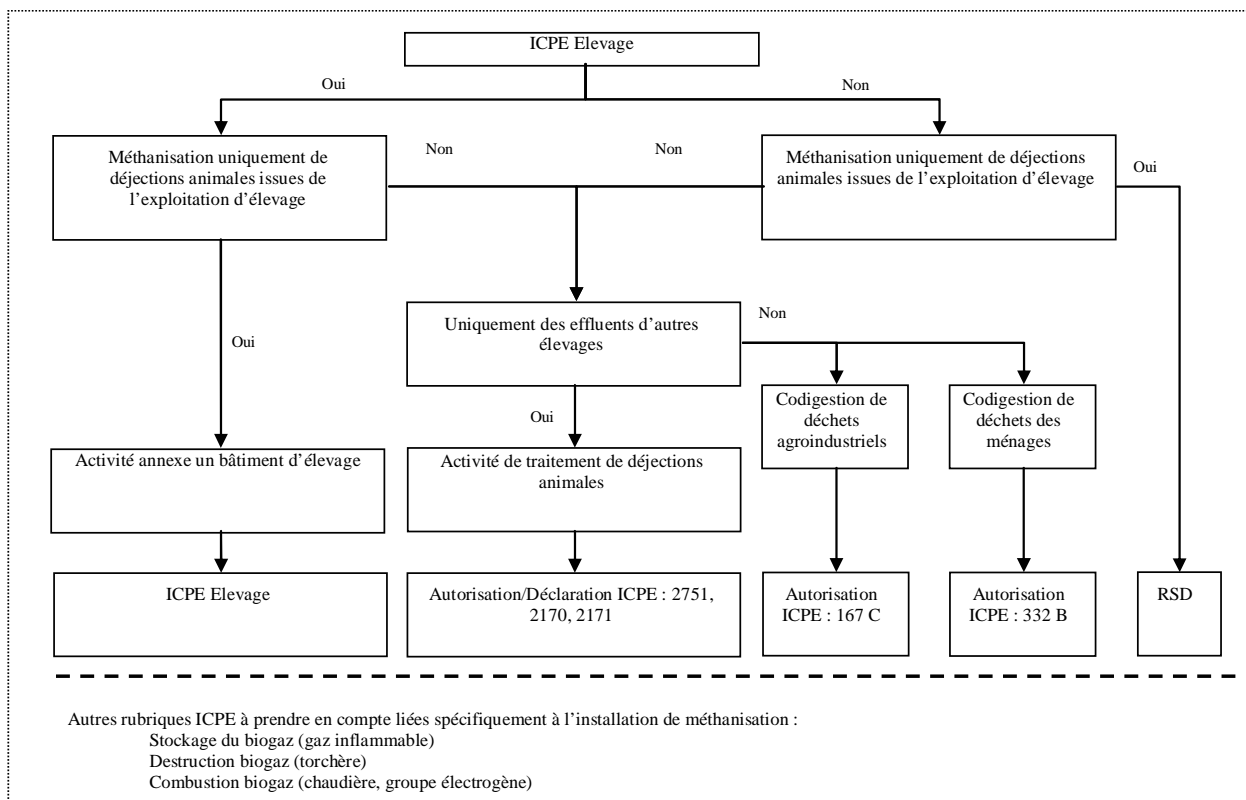 ICPE Elevage
Oui
Non
Méthanisation uniquement de
déjections animales issues de
l'exploitation d'élevage
Non
Non
Méthanisation uniquement de déjections
animales issues de l'exploitation d'élevage
Oui
Oui
Uniquement des effluents d'autres
élevages
Non
Codigestion de
déchets
agroindustriels
Codigestion de
déchets des
ménages
Oui
Activité annexe un bâtiment d'élevage
Activité de traitement de déjections
animales
ICPE Elevage
Autorisation/Déclaration ICPE : 2751,
2170, 2171
Autorisation
ICPE : 167 C
Autorisation
ICPE : 332 B
RSD
Autres rubriques ICPE à prendre en compte liées spécifiquement à l'installation de méthanisation :
Stockage du biogaz (gaz inflammable)
Destruction biogaz (torchère)
Combustion biogaz (chaudière, groupe électrogène)